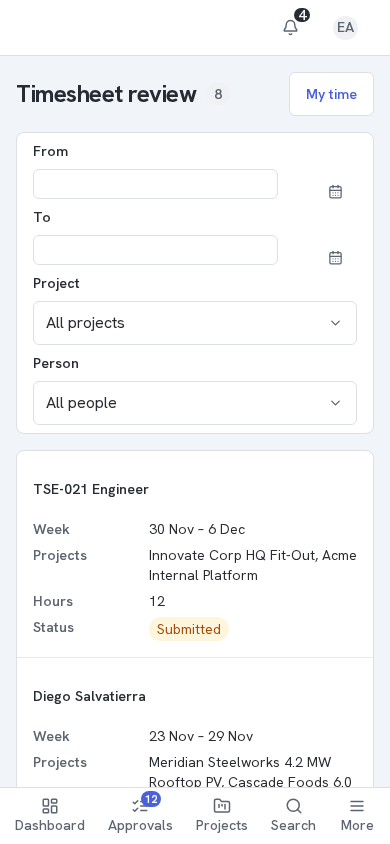 4
EA
Timesheet review 8
My time
From
To
Project
All projects
Person
All people
TSE-021 Engineer
Week 30 Nov – 6 Dec
Projects Innovate Corp HQ Fit-Out, Acme
Internal Platform
Hours 12
Status Submitted
Diego Salvatierra
Week 23 Nov – 29 Nov
Projects Meridian Steelworks 4.2 MW
Rooftop PV, Cascade Foods 6.0
12
Dashboard Approvals Projects Search More